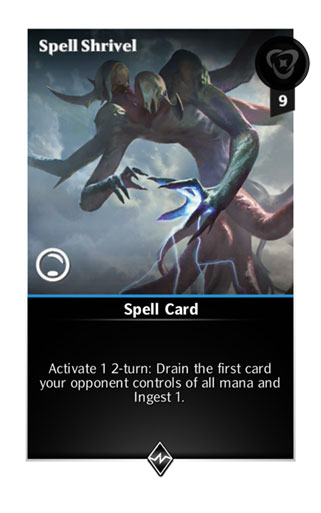 Spell Shrivel
9
Spell Card
Activate 1 2-turn: Drain the first card
your opponent controls of all mana and
Ingest 1.